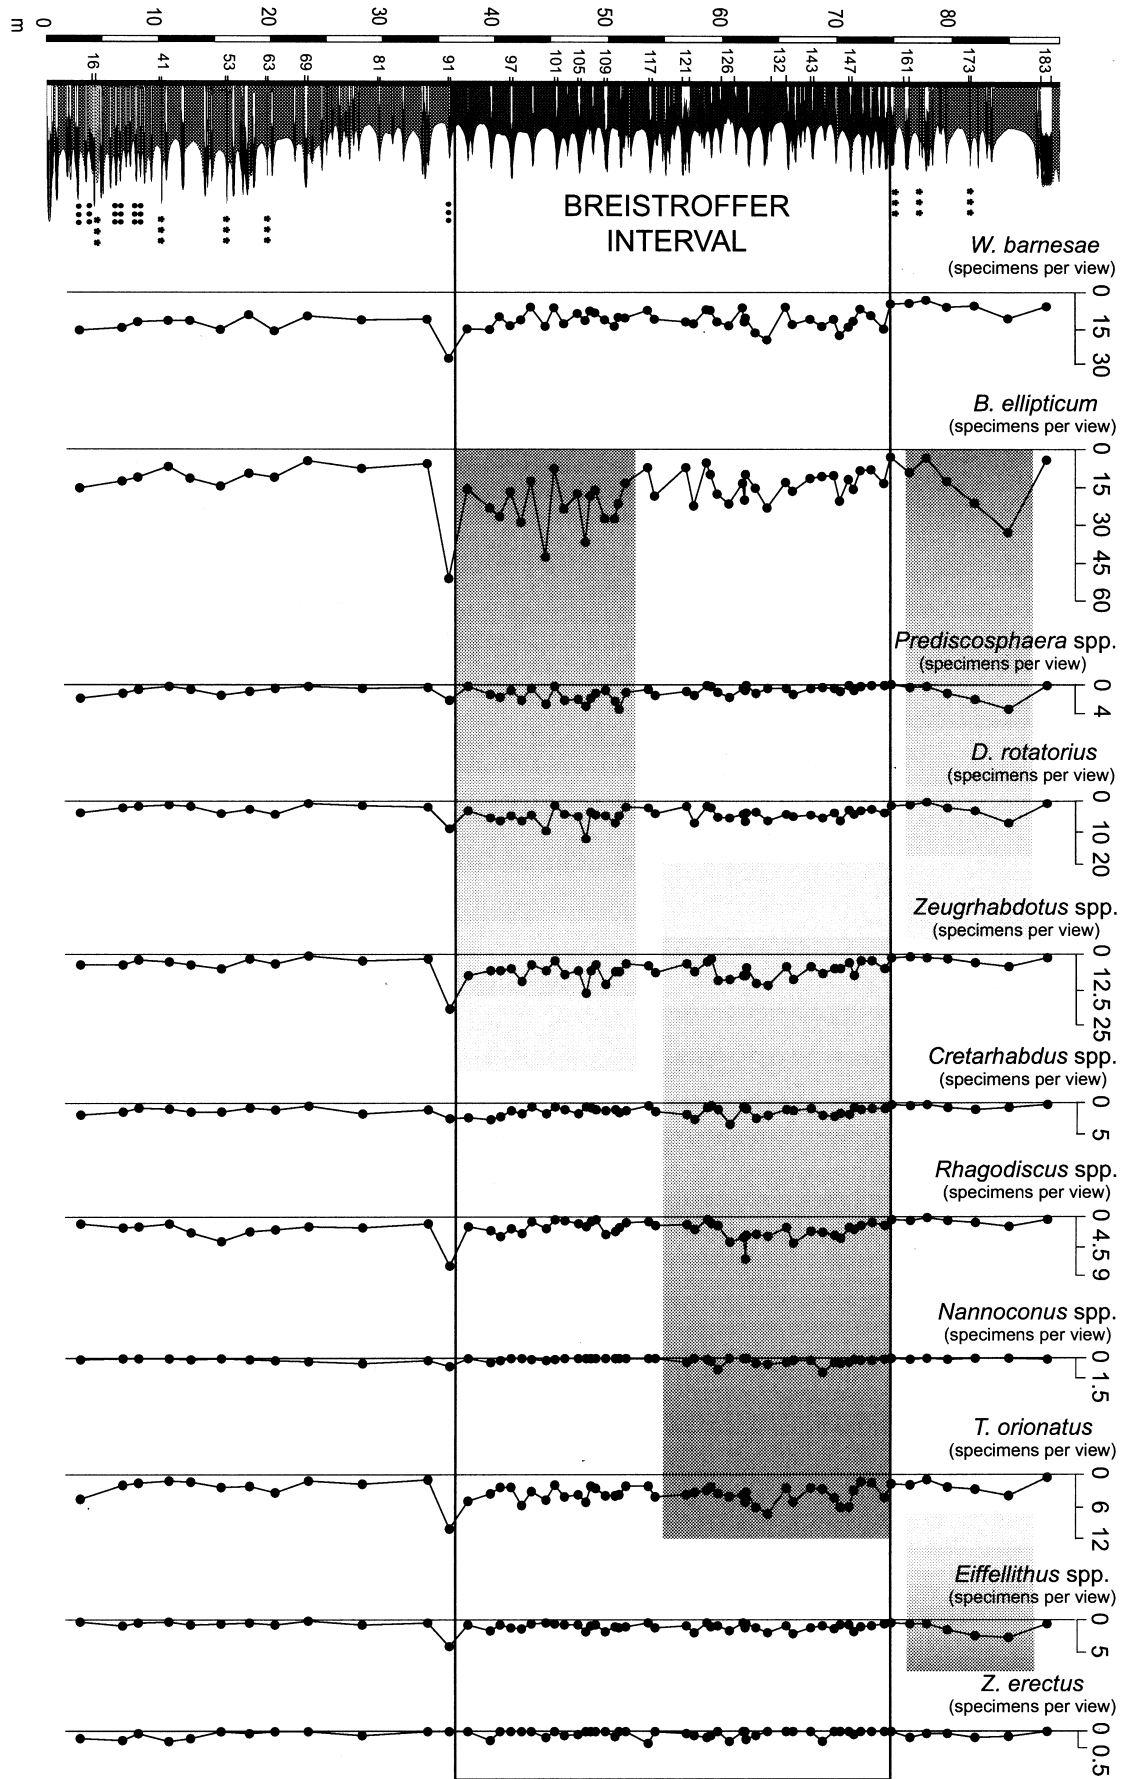 m 0 10 20 30 40 50 60 70 80
16 41 53 63 69 81 91 97 101 105 109 117 121 126 132 143 147 161 173 183
BREISTROFFER
INTERVAL
W. barnesae
(specimens per view)
0 15 30
B. ellipticum
(specimens per view)
0 15 30 45 60
Prediscosphaera spp.
(specimens per view)
0 4
D. rotatorius
(specimens per view)
0 10 20
Zeugrhabdotus spp.
(specimens per view)
0 12.5 25
Cretarhabdus spp.
(specimens per view)
0 5
Rhagodiscus spp.
(specimens per view)
0 4.5 9
Nannoconus spp.
(specimens per view)
0 1.5
T. orionatus
(specimens per view)
0 6 12
Eiffellithus spp.
(specimens per view)
0 5
Z. erectus
(specimens per view)
0 0.5